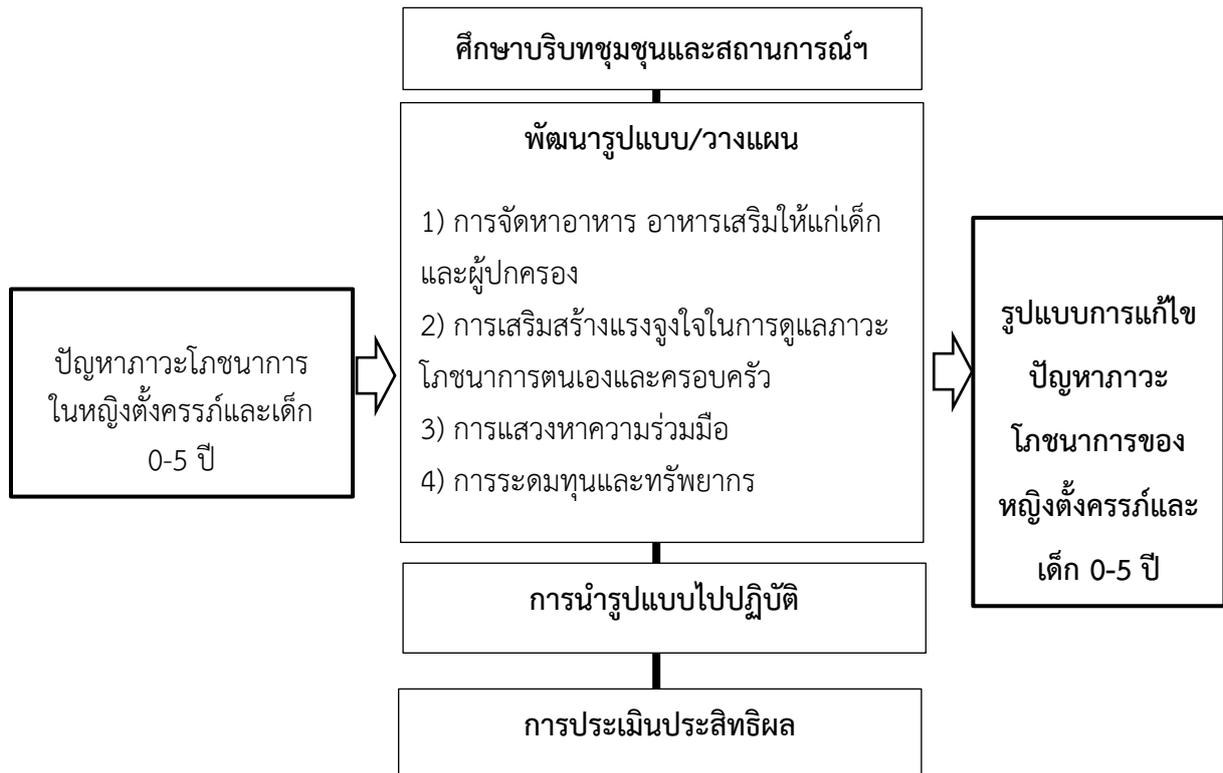 ศึกษาบริบทชุมชุนและสถานการณ์ฯ
พัฒนารูปแบบ/วางแผน
1) การจัดหาอาหาร อาหารเสริมให้แก่เด็ก
และผู้ปกครอง
2) การเสริมสร้างแรงจูงใจในการดูแลภาวะ
โภชนาการตนเองและครอบครัว
3) การแสวงหาความร่วมมือ
4) การระดมทุนและทรัพยากร
ปัญหาภาวะโภชนาการ
ในหญิงตั้งครรภ์และเด็ก
0-5 ปี
รูปแบบการแก้ไข
ปัญหาภาวะ
โภชนาการของ
หญิงตั้งครรภ์และ
เด็ก 0-5 ปี
การนำรูปแบบไปปฏิบัติ
การประเมินประสิทธิผล